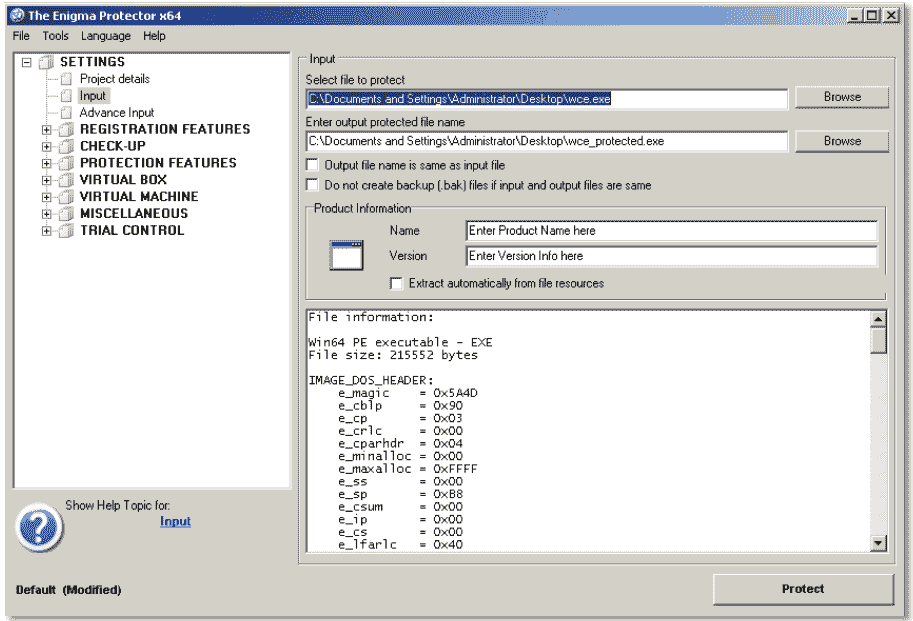 The Enigma Protector x64
File Tools Language Help
SETTINGS
Project details
Input
Advance Input
REGISTRATION FEATURES
CHECK-UP
PROTECTION FEATURES
VIRTUAL BOX
VIRTUAL MACHINE
MISCELLANEOUS
TRIAL CONTROL
Show Help Topic for:
Input
Default (Modified)
Input
Select file to protect
C:\Documents and Settings\Administrator\Desktop\wce.exe
Browse
Enter output protected file name
C:\Documents and Settings\Administrator\Desktop\wce_protected.exe
Browse
Output file name is same as input file
Do not create backup (.bak) files if input and output files are same
Product Information
Name Enter Product Name here
Version Enter Version Info here
Extract automatically from file resources
File information:
Win64 PE executable - EXE
File size: 215552 bytes
IMAGE_DOS_HEADER:
e_magic = 0x5A4D
e_cblp = 0x90
e_cp = 0x03
e_crlc = 0x00
e_cparhdr = 0x04
e_minalloc = 0x00
e_maxalloc = 0xFFFF
e_ss = 0x00
e_sp = 0xB8
e_csum = 0x00
e_ip = 0x00
e_cs = 0x00
e_lfarlc = 0x40
Protect